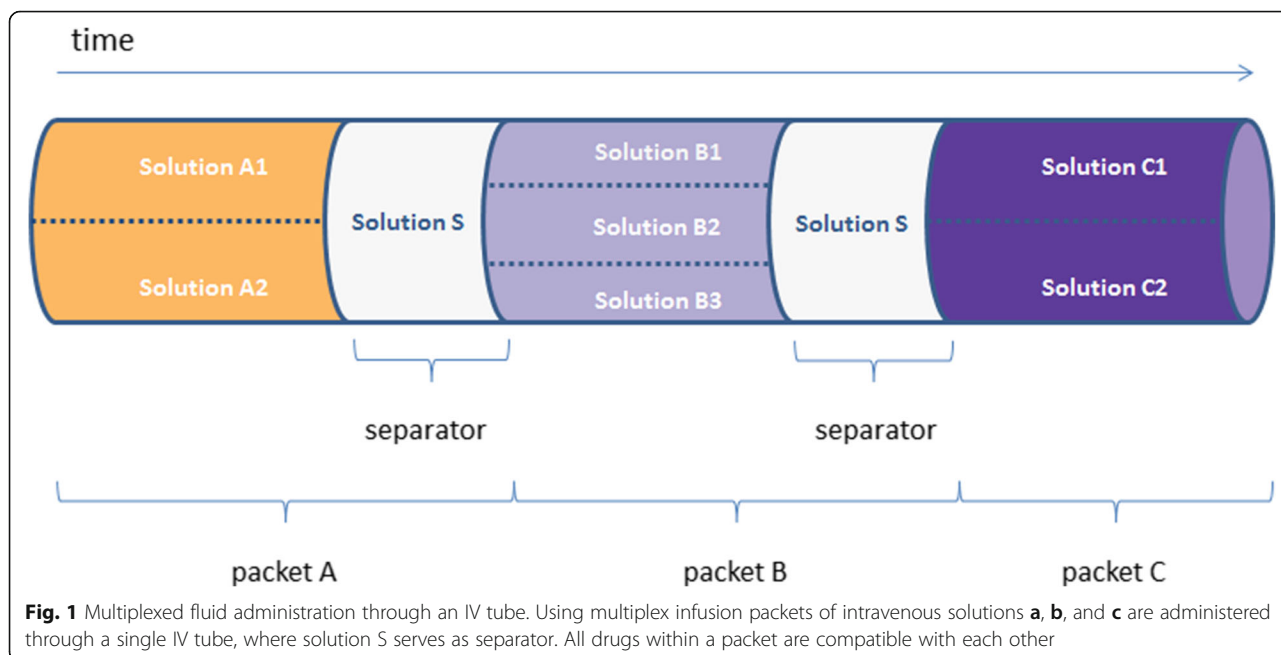 time
Solution A1
Solution A2
Solution S
Solution B1
Solution B2
Solution B3
Solution S
Solution C1
Solution C2
separator
separator
packet A
packet B
packet C
Fig. 1 Multiplexed fluid administration through an IV tube. Using multiplex infusion packets of intravenous solutions a, b, and c are administered
through a single IV tube, where solution S serves as separator. All drugs within a packet are compatible with each other